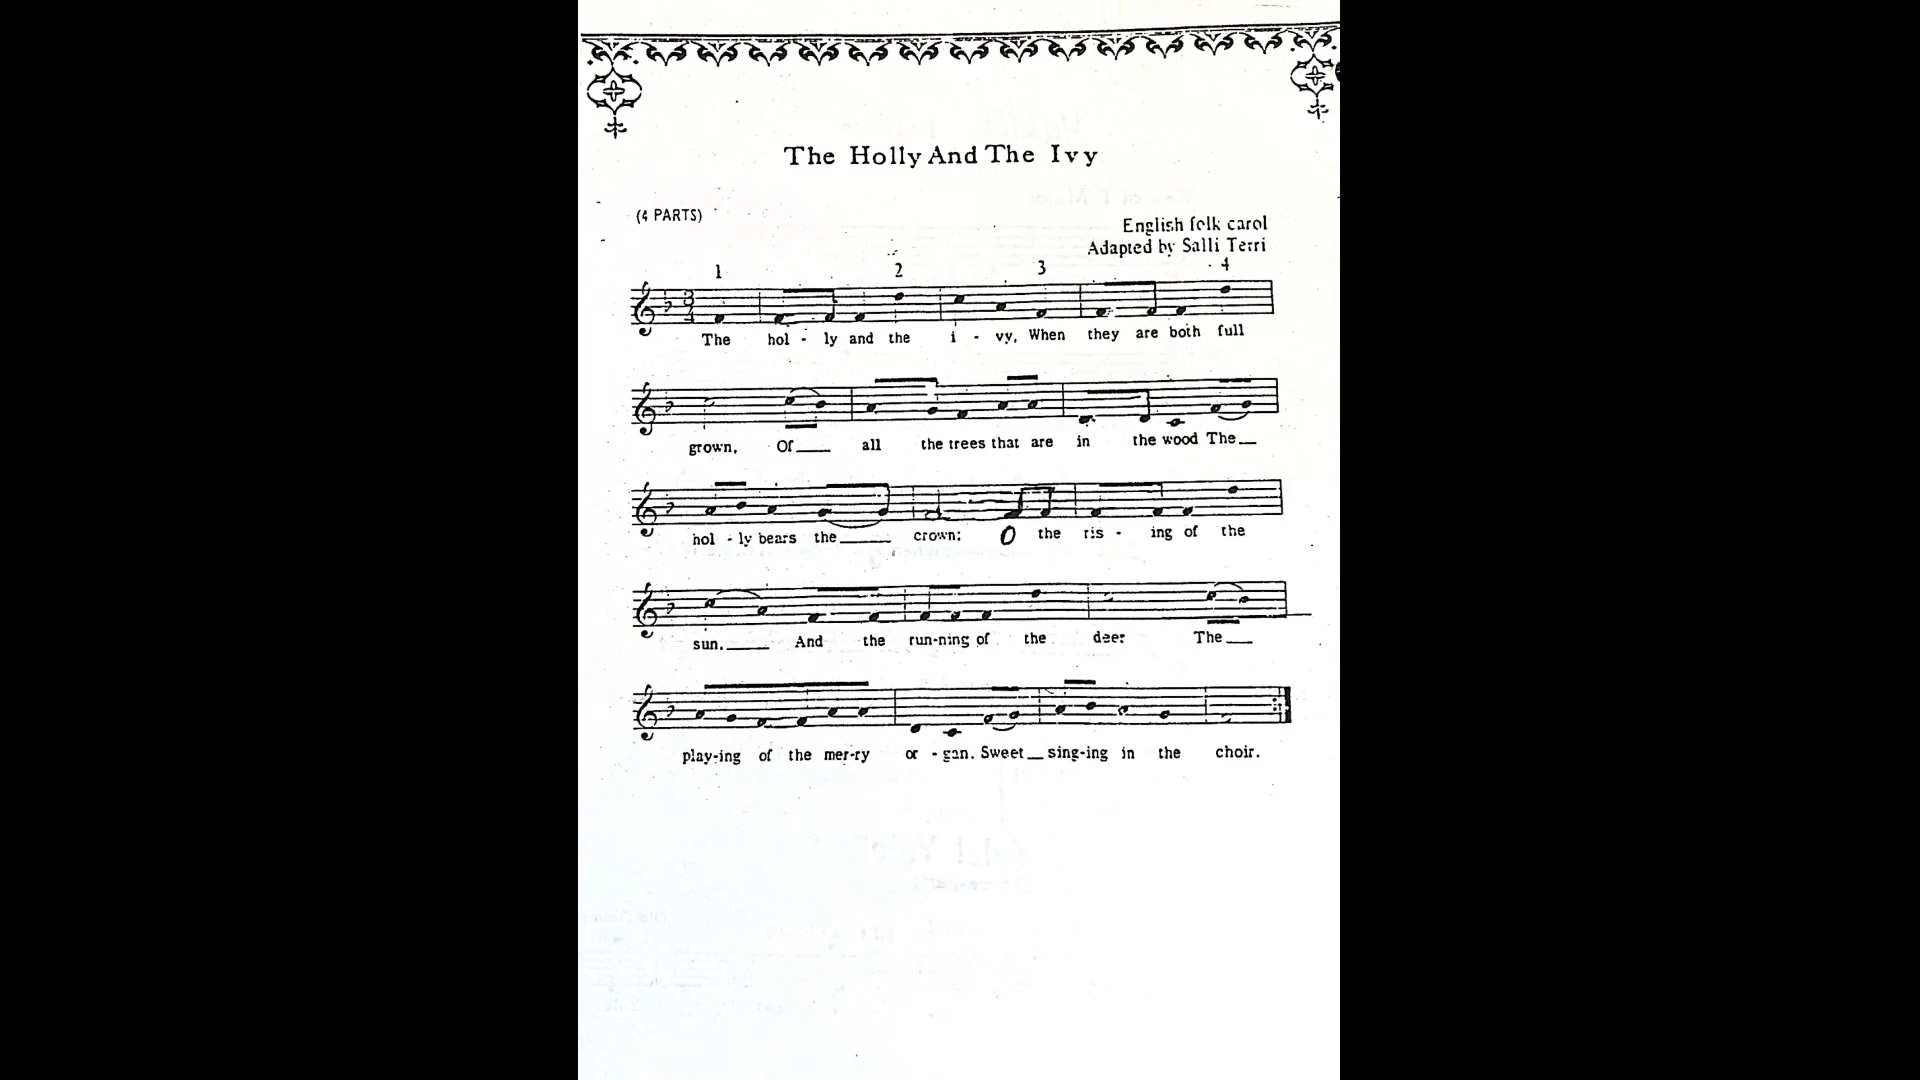 The Holly And The Ivy
(4 PARTS)
English folk carol
Adapted by Salli Terri
1 2 3 4
The hol - ly and the i - vy, When they are both full
grown, Of all the trees that are in the wood The
hol - ly bears the crown: O the ris - ing of the
sun. And the run-ning of the deer The
play-ing of the mer-ry or - gan. Sweet sing-ing in the choir.